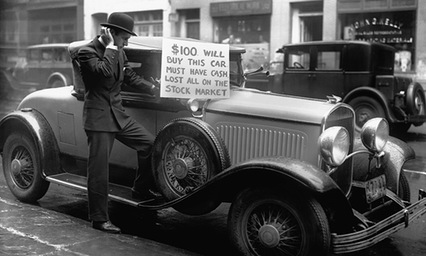 $100. WILL
BUY THIS CAR
MUST HAVE CASH
LOST ALL ON THE
STOCK MARKET